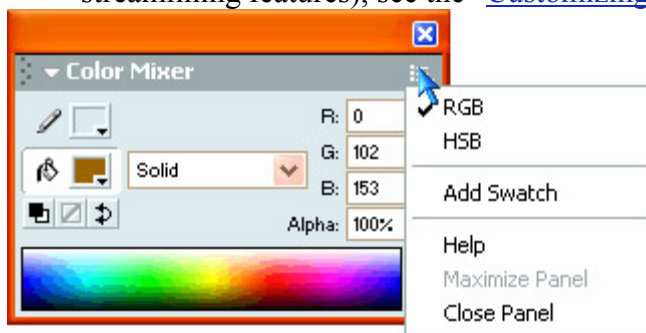 streamlining features), see the "Customizing
Color Mixer
R: 0
G: 102
B: 153
Alpha: 100%
Solid
RGB
HSB
Add Swatch
Help
Maximize Panel
Close Panel